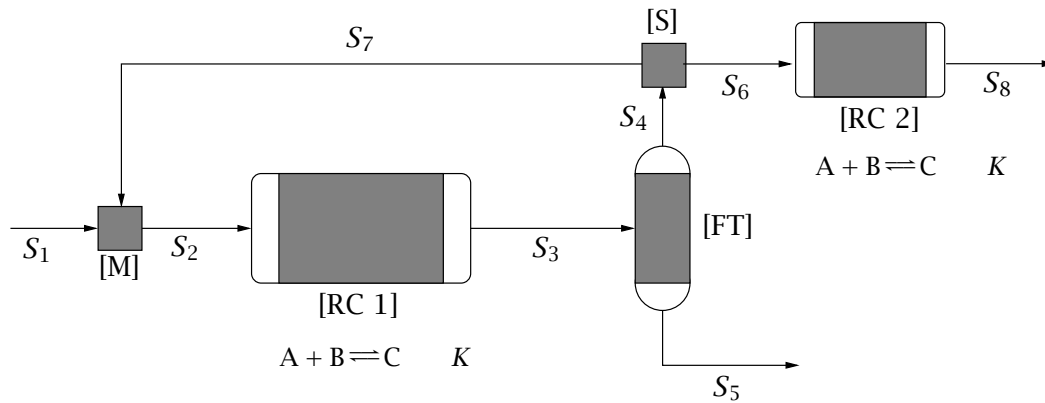 [S]
S7
S6
S8
S4
[RC 2]
A + B ⇌ C K
S1
[M]
S2
S3
[FT]
[RC 1]
A + B ⇌ C K
S5